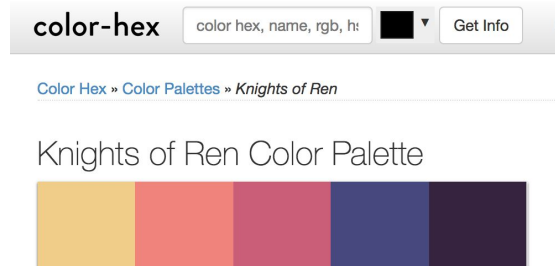 color-hex color hex, name, rgb, h Get Info
Color Hex » Color Palettes » Knights of Ren
Knights of Ren Color Palette